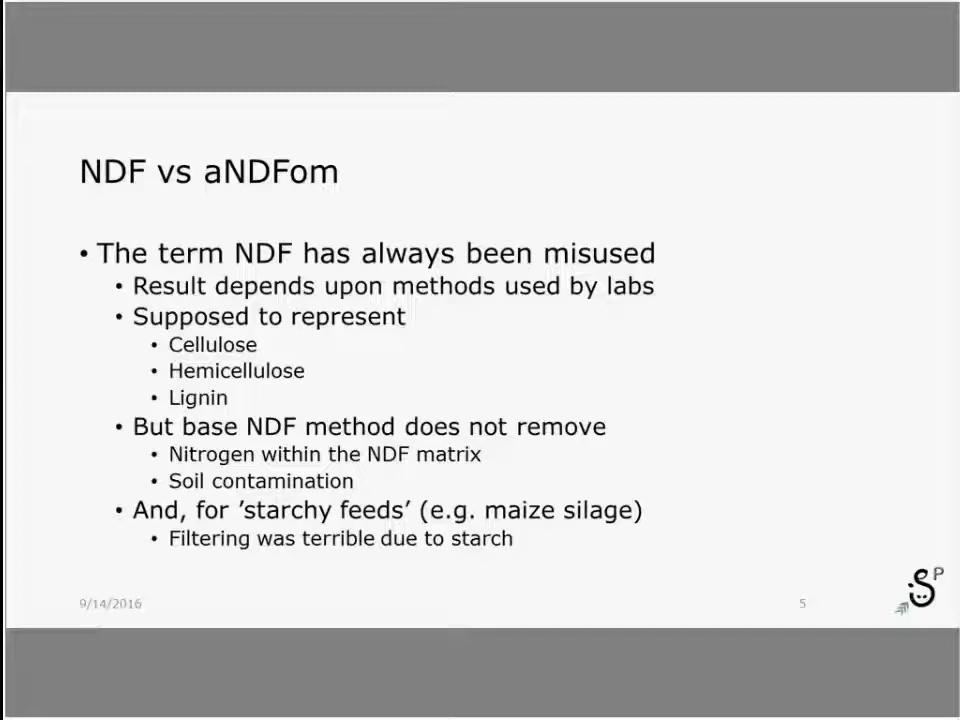 NDF vs aNDFom
• The term NDF has always been misused
• Result depends upon methods used by labs
• Supposed to represent
• Cellulose
• Hemicellulose
• Lignin
• But base NDF method does not remove
• Nitrogen within the NDF matrix
• Soil contamination
• And, for ’starchy feeds’ (e.g. maize silage)
• Filtering was terrible due to starch
9/14/2016
5
SP